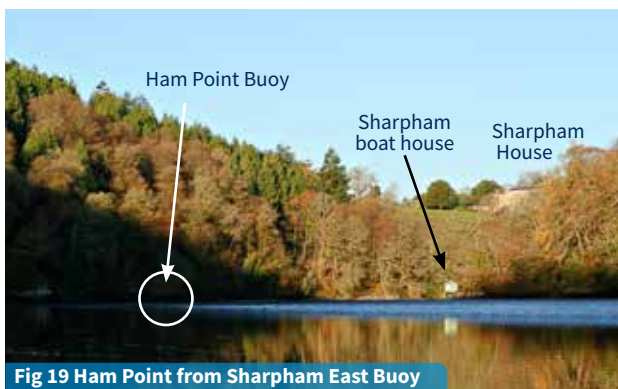 Ham Point Buoy
Sharpham
boat house
Sharpham
House
Fig 19 Ham Point from Sharpham East Buoy